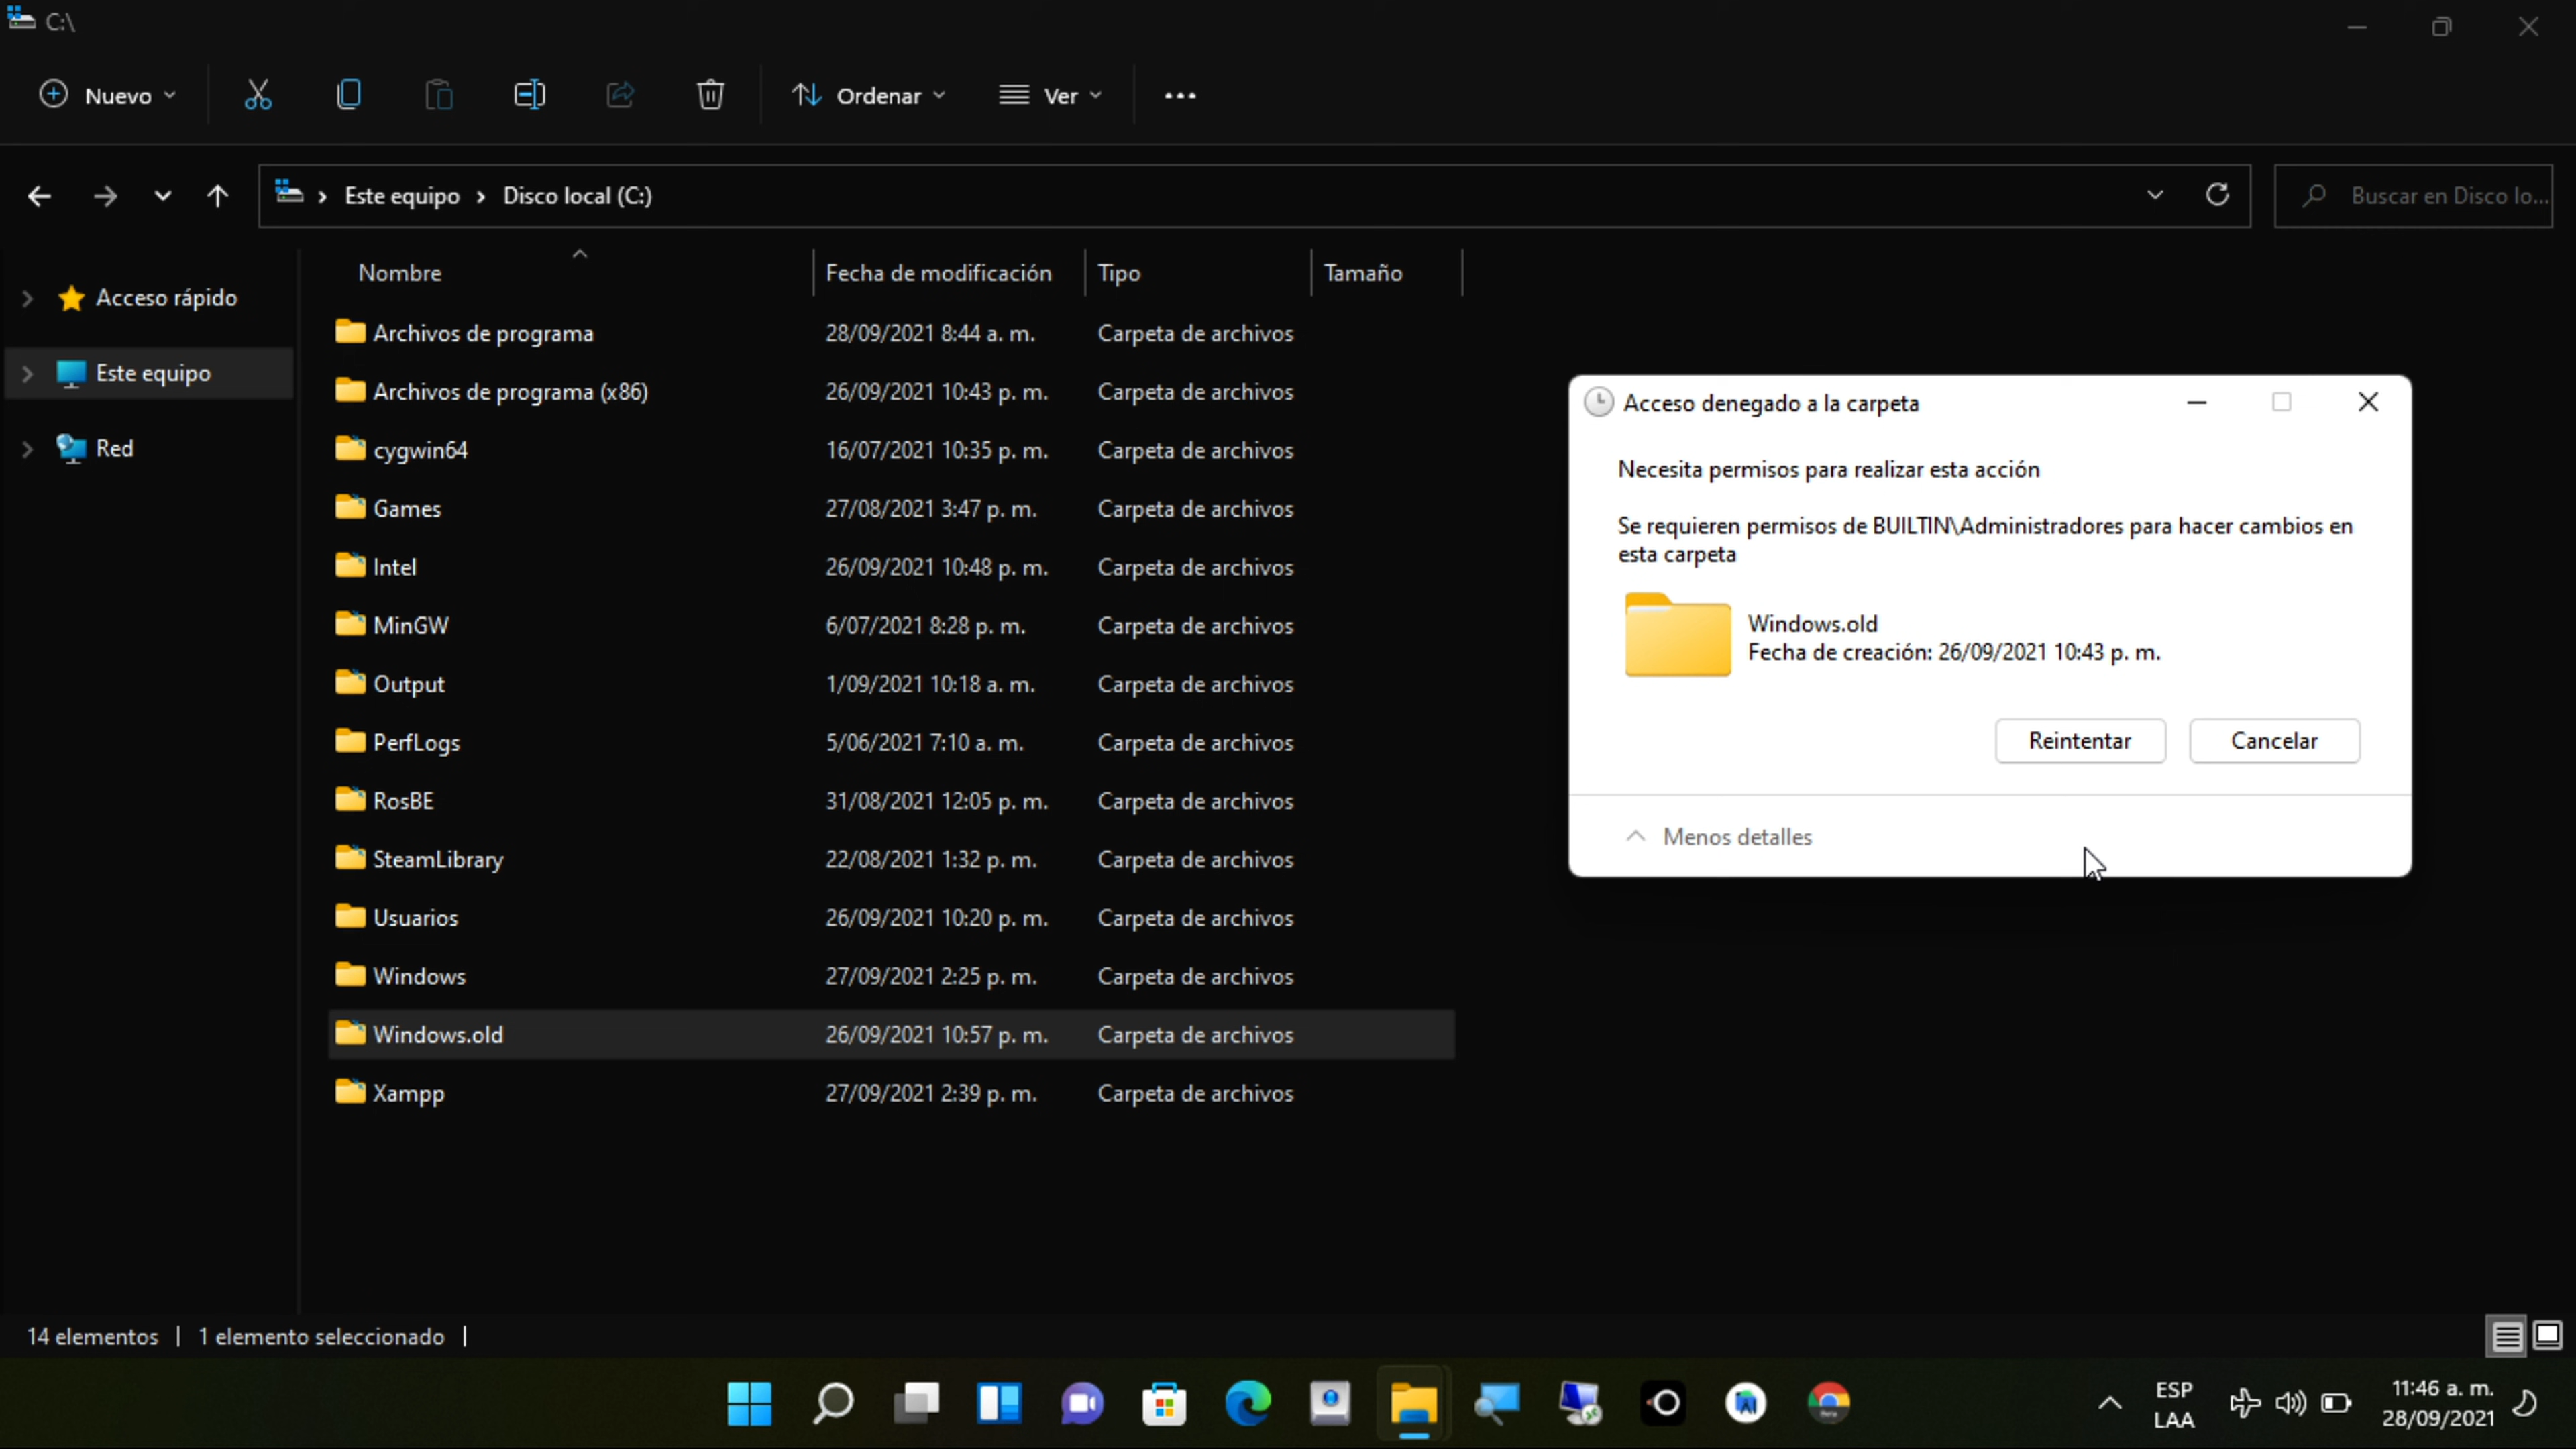 C:\
Nuevo
Ordenar
Ver
Este equipo > Disco local (C:)
Buscar en Disco lo...
Acceso rápido
Este equipo
Red
Nombre Fecha de modificación Tipo Tamaño
Archivos de programa 28/09/2021 8:44 a. m. Carpeta de archivos
Archivos de programa (x86) 26/09/2021 10:43 p. m. Carpeta de archivos
cygwin64 16/07/2021 10:35 p. m. Carpeta de archivos
Games 27/08/2021 3:47 p. m. Carpeta de archivos
Intel 26/09/2021 10:48 p. m. Carpeta de archivos
MinGW 6/07/2021 8:28 p. m. Carpeta de archivos
Output 1/09/2021 10:18 a. m. Carpeta de archivos
PerfLogs 5/06/2021 7:10 a. m. Carpeta de archivos
RosBE 31/08/2021 12:05 p. m. Carpeta de archivos
SteamLibrary 22/08/2021 1:32 p. m. Carpeta de archivos
Usuarios 26/09/2021 10:20 p. m. Carpeta de archivos
Windows 27/09/2021 2:25 p. m. Carpeta de archivos
Windows.old 26/09/2021 10:57 p. m. Carpeta de archivos
Xampp 27/09/2021 2:39 p. m. Carpeta de archivos
Acceso denegado a la carpeta
Necesita permisos para realizar esta acción
Se requieren permisos de BUILTIN\Administradores para hacer cambios en
esta carpeta
Windows.old
Fecha de creación: 26/09/2021 10:43 p. m.
Reintentar
Cancelar
Menos detalles
14 elementos
1 elemento seleccionado
ESP
LAA
11:46 a. m.
28/09/2021